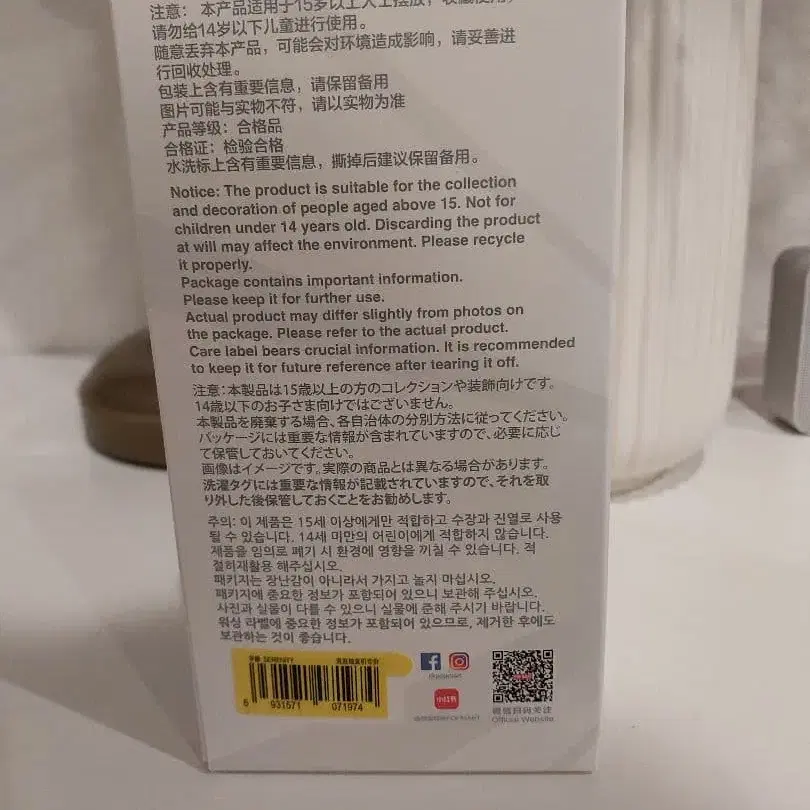 注意： 本产品适用于15岁以上人士摆放，收藏使用，
请勿给14岁以下儿童进行使用。
随意丢弃本产品，可能会对环境造成影响，请妥善进
行回收处理。
包装上含有重要信息，请保留备用
图片可能与实物不符，请以实物为准
产品等级：合格品
合格证：检验合格
水洗标上含有重要信息，撕掉后建议保留备用。
Notice: The product is suitable for the collection
and decoration of people aged above 15. Not for
children under 14 years old. Discarding the product
at will may affect the environment. Please recycle
it properly.
Package contains important information.
Please keep it for further use.
Actual product may differ slightly from photos on
the package. Please refer to the actual product.
Care label bears crucial information. It is recommended
to keep it for future reference after tearing it off.
注意：本製品は15歳以上の方のコレクションや装飾向けです。
14歳以下のお子さま向けではございません。
本製品を廃棄する場合、各自治体の分別方法に従ってください。
パッケージには重要な情報が含まれていますので、必要に応じ
て保管しておいてください。
画像はイメージです。実際の商品とは異なる場合があります。
洗濯タグには重要な情報が記載されていますので、それを取
り外した後保管しておくことをお勧めします。
주의: 이 제품은 15세 이상에게만 적합하고 수장과 진열로 사용
될 수 있습니다. 14세 미만의 어린이에게 적합하지 않습니다.
제품을 임의로 폐기 시 환경에 영향을 끼칠 수 있습니다. 적
절히재활용 해주십시오.
패키지는 장난감이 아니라서 가지고 놀지 마십시오.
패키지에 중요한 정보가 포함되어 있으니 보관해 주십시오.
사진과 실물이 다를 수 있으니 실물에 준해 주시기 바랍니다.
워싱 라벨에 중요한 정보가 포함되어 있으므로, 제거한 후에도
보관하는 것이 좋습니다.
SERENITY
6 931571 071974
小红书
微信扫码关注
Official Website